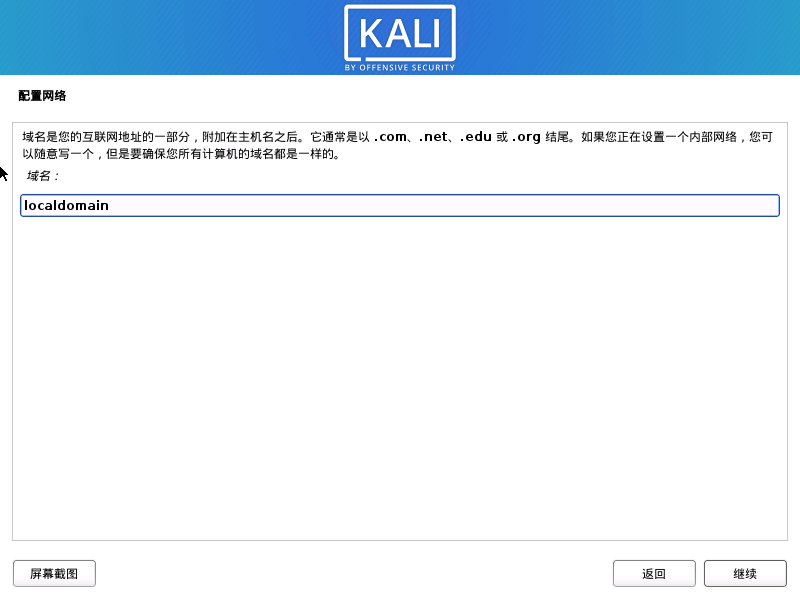 KALI
BY OFFENSIVE SECURITY
配置网络
域名是您的互联网地址的一部分，附加在主机名之后。它通常是以 .com、.net、.edu 或 .org 结尾。如果您正在设置一个内部网络，您可
以随意写一个，但是要确保您所有计算机的域名都是一样的。
域名：
localdomain
屏幕截图
返回
继续